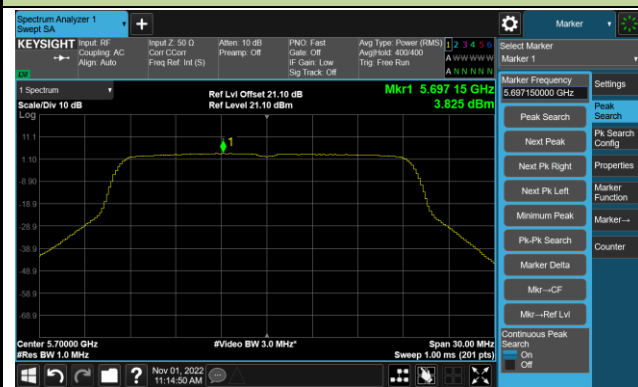 Spectrum Analyzer 1
Swept SA
+
Marker
KEYSIGHT
Input: RF
Coupling: AC
Align: Auto
Input Z: 50 Ω
Corr CCorr
Freq Ref: Int (S)
Atten: 10 dB
Preamp: Off
PNO: Fast
Gate: Off
IF Gain: Low
Sig Track: Off
Avg Type: Power (RMS)
Avg|Hold: 400/400
Trig: Free Run
1 2 3 4 5 6
A W W W W W
A N N N N N
Select Marker
Marker 1
1 Spectrum
Scale/Div 10 dB
Log
Ref Lvl Offset 21.10 dB
Ref Level 21.10 dBm
Mkr1 5.697 15 GHz
3.825 dBm
1
11.1
1.10
-8.90
-18.9
-28.9
-38.9
-48.9
-58.9
-68.9
Center 5.70000 GHz
#Res BW 1.0 MHz
#Video BW 3.0 MHz*
Span 30.00 MHz
Sweep 1.00 ms (201 pts)
Marker Frequency
5.697150000 GHz
Peak Search
Next Peak
Next Pk Right
Next Pk Left
Minimum Peak
Pk-Pk Search
Marker Delta
Mkr→CF
Mkr→Ref Lvl
Continuous Peak
Search
On
Off
Settings
Peak
Search
Pk Search
Config
Properties
Marker
Function
Marker→
Counter
?
Nov 01, 2022
11:14:50 AM